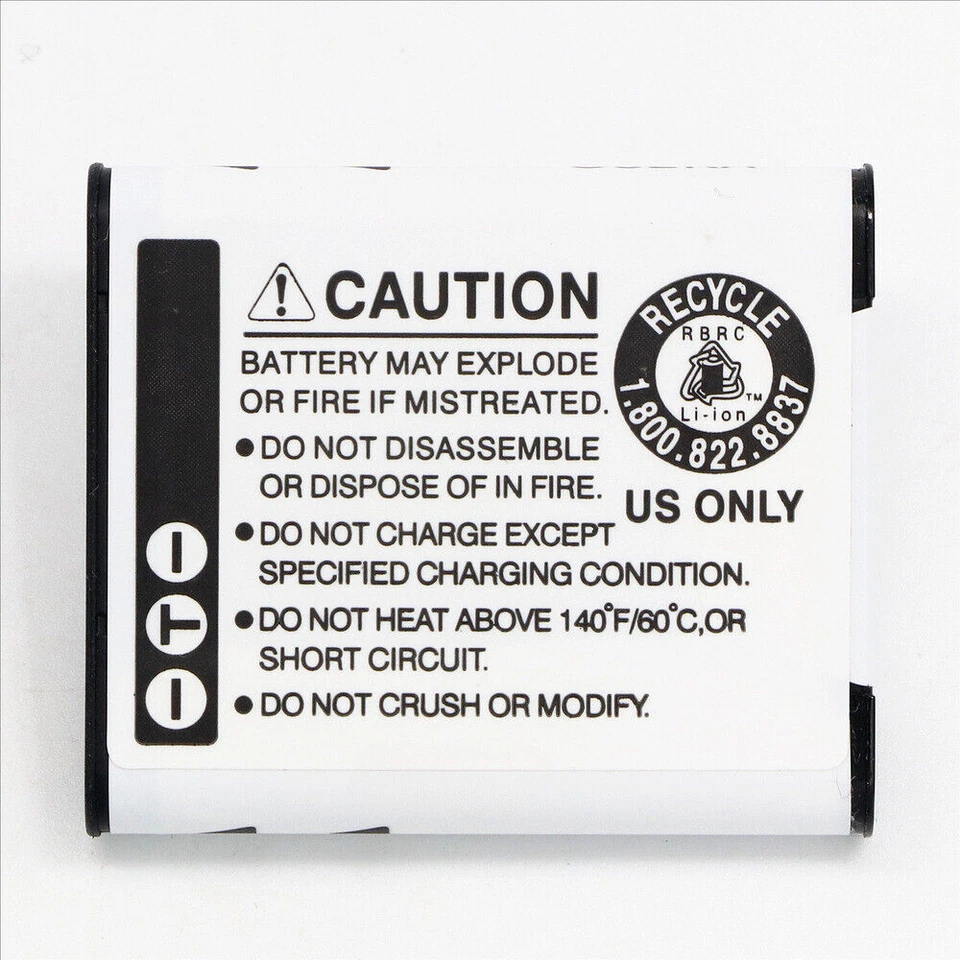 CAUTION
BATTERY MAY EXPLODE
OR FIRE IF MISTREATED.
●DO NOT DISASSEMBLE
OR DISPOSE OF IN FIRE.
●DO NOT CHARGE EXCEPT
SPECIFIED CHARGING CONDITION.
●DO NOT HEAT ABOVE 140°F/60°C,OR
SHORT CIRCUIT.
●DO NOT CRUSH OR MODIFY.
RECYCLE
RBRC
TM
Li-ion
1.800.822.8837
US ONLY
T